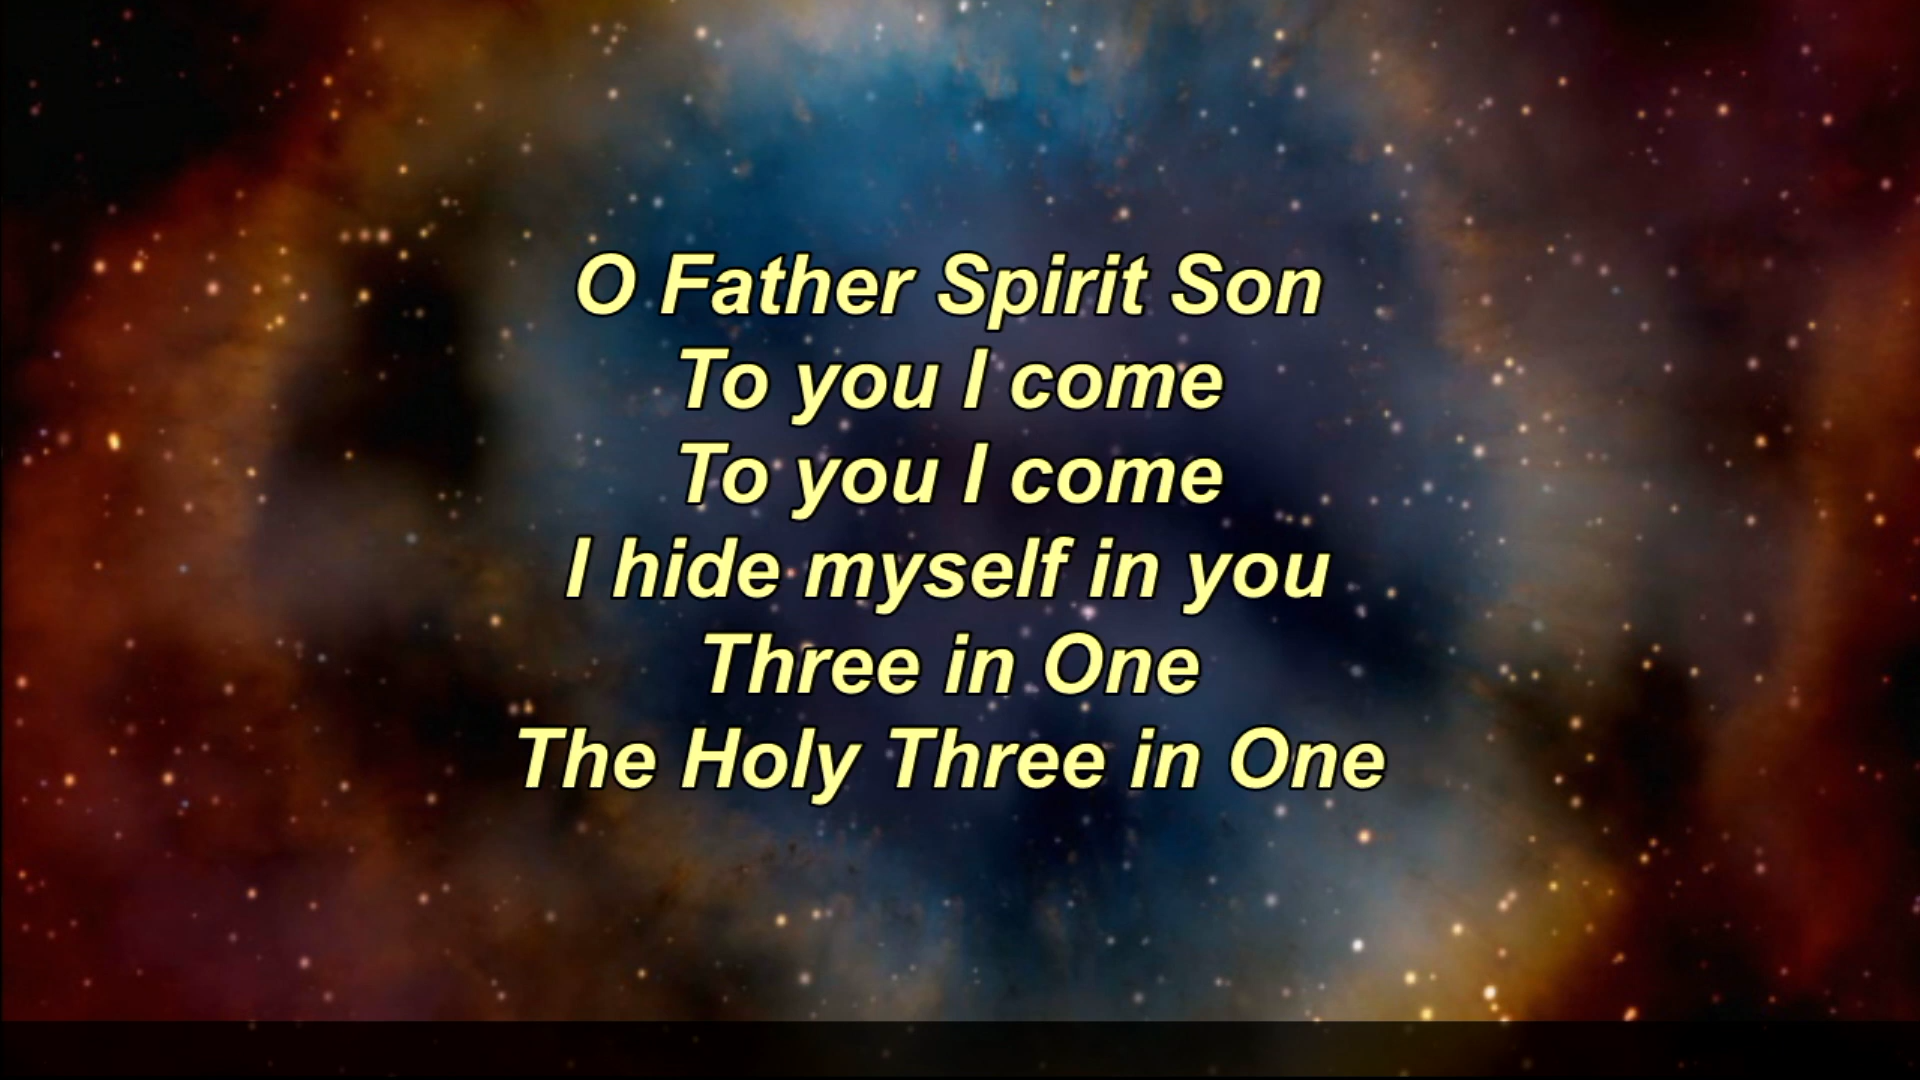 O Father Spirit Son
To you I come
To you I come
I hide myself in you
Three in One
The Holy Three in One